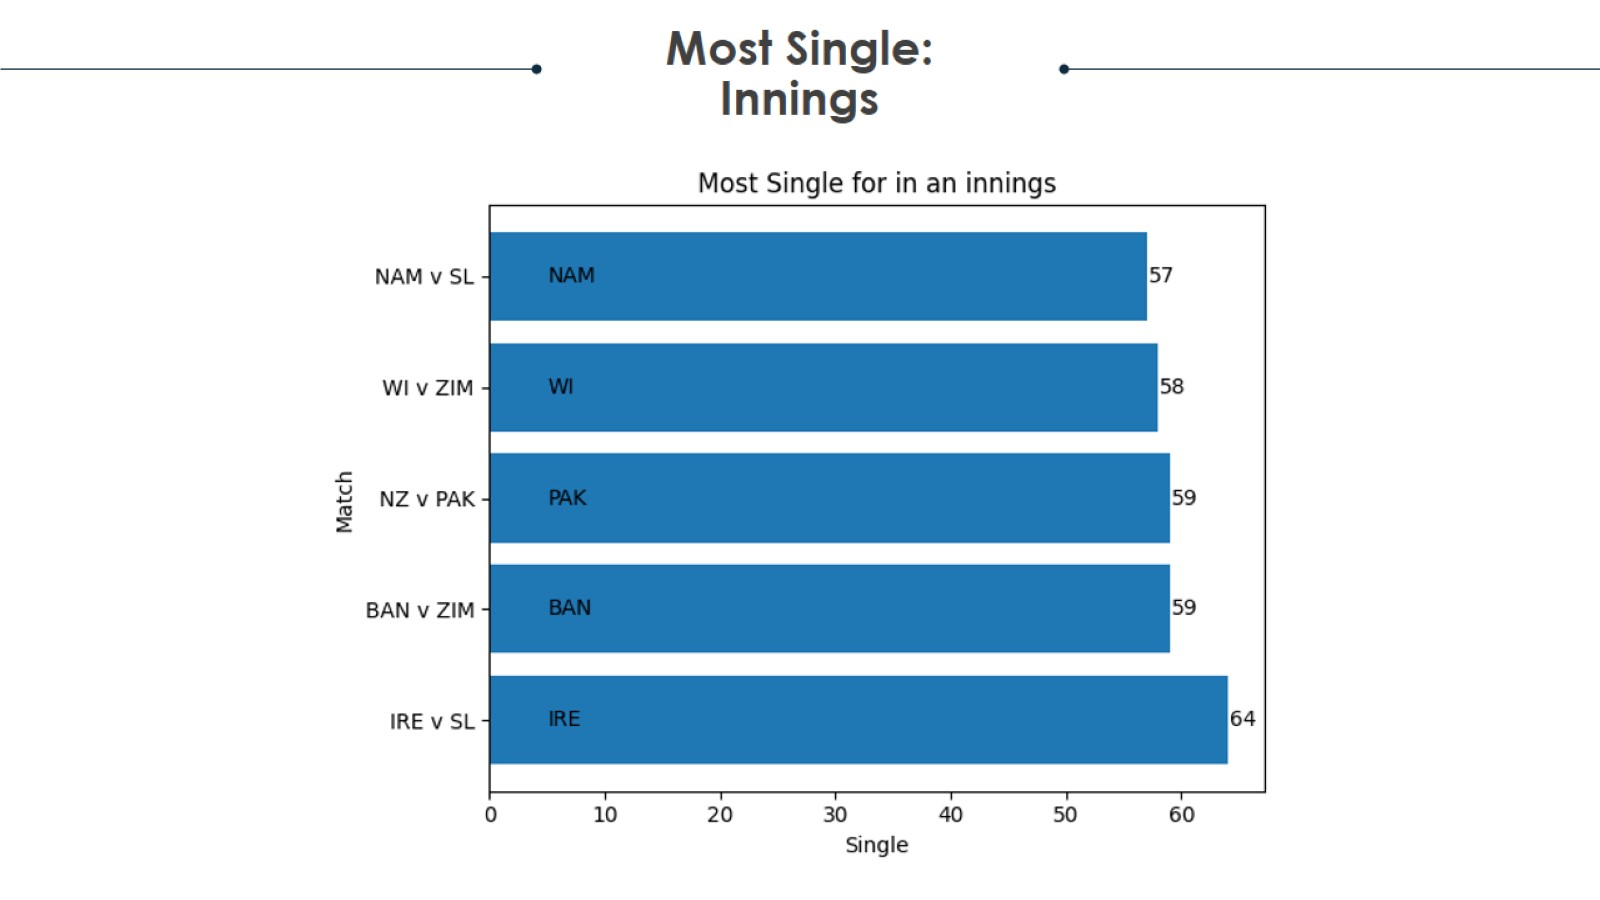 Most Single:
Innings
Most Single for in an innings
NAM v SL
NAM
57
WI v ZIM
WI
58
NZ v PAK
PAK
59
BAN v ZIM
BAN
59
IRE v SL
IRE
64
Match
0 10 20 30 40 50 60
Single